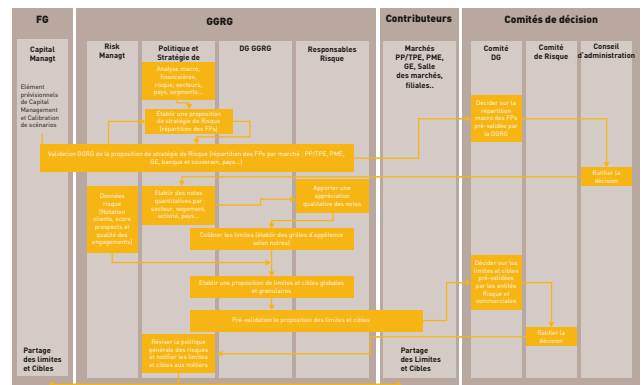 FG
GGRG
Contributeurs
Comités de décision
Capital
Managt
Risk
Managt
Politique et
Stratégie de
DG GGRG
Responsables
Risque
Marchés
PP/TPE, PME,
GE, Salle
des marchés,
filiales..
Comité
DG
Comité
de Risque
Conseil
d'administration
Elément
prévisionnels
de Capital
Management
et Calibration
de scénarios
Analyse macro,
financières,
risque, secteurs,
pays, segments...
Etablir une proposition
de stratégie de Risque
(répartition des FPs)
Décider sur la
répartition
macro des FPs
pré-validée par
la GGRG
Validation GGRG de la proposition de stratégie de Risque (répartition des FPs par marché : PP/TPE, PME,
GE, banque et souverain, pays...)
Ratifier la
décision
Données
risque
(Notation
clients, score
prospects et
qualité des
engagements)
Etablir des notes
quantitatives par
secteur, segement,
activité, pays...
Apporter une
appréciation
qualitative des notes
Calibrer les limites (établir des grilles d'appétence
selon notres)
Etablir une proposition de limites et cibles globales
et granulaires
Décider sur les
limites et cibles
pré-validées
par les entités
Risque et
commerciales
Pré-validation le proposition des limites et cibles
Ratifier la
décision
Réviser la politique
générale des risques
et notifier les limites
et cibles aux métiers
Partage
des limites
et Cibles
Partage
des Limites
et Cibles